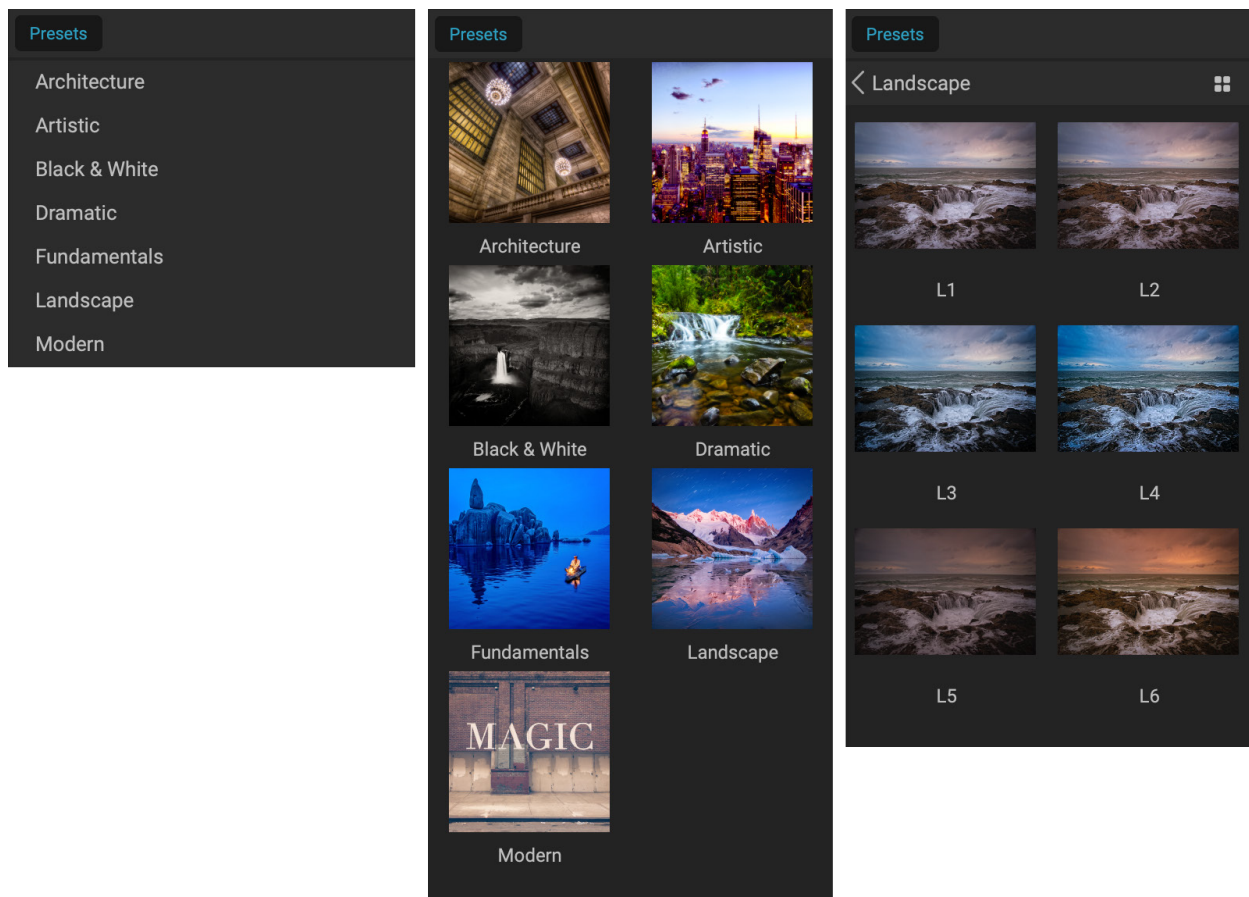 Presets
Architecture
Artistic
Black & White
Dramatic
Fundamentals
Landscape
Modern
Presets
Architecture
Artistic
Black & White
Dramatic
Fundamentals
Landscape
MAGIC
Modern
Presets
Landscape
L1
L2
L3
L4
L5
L6